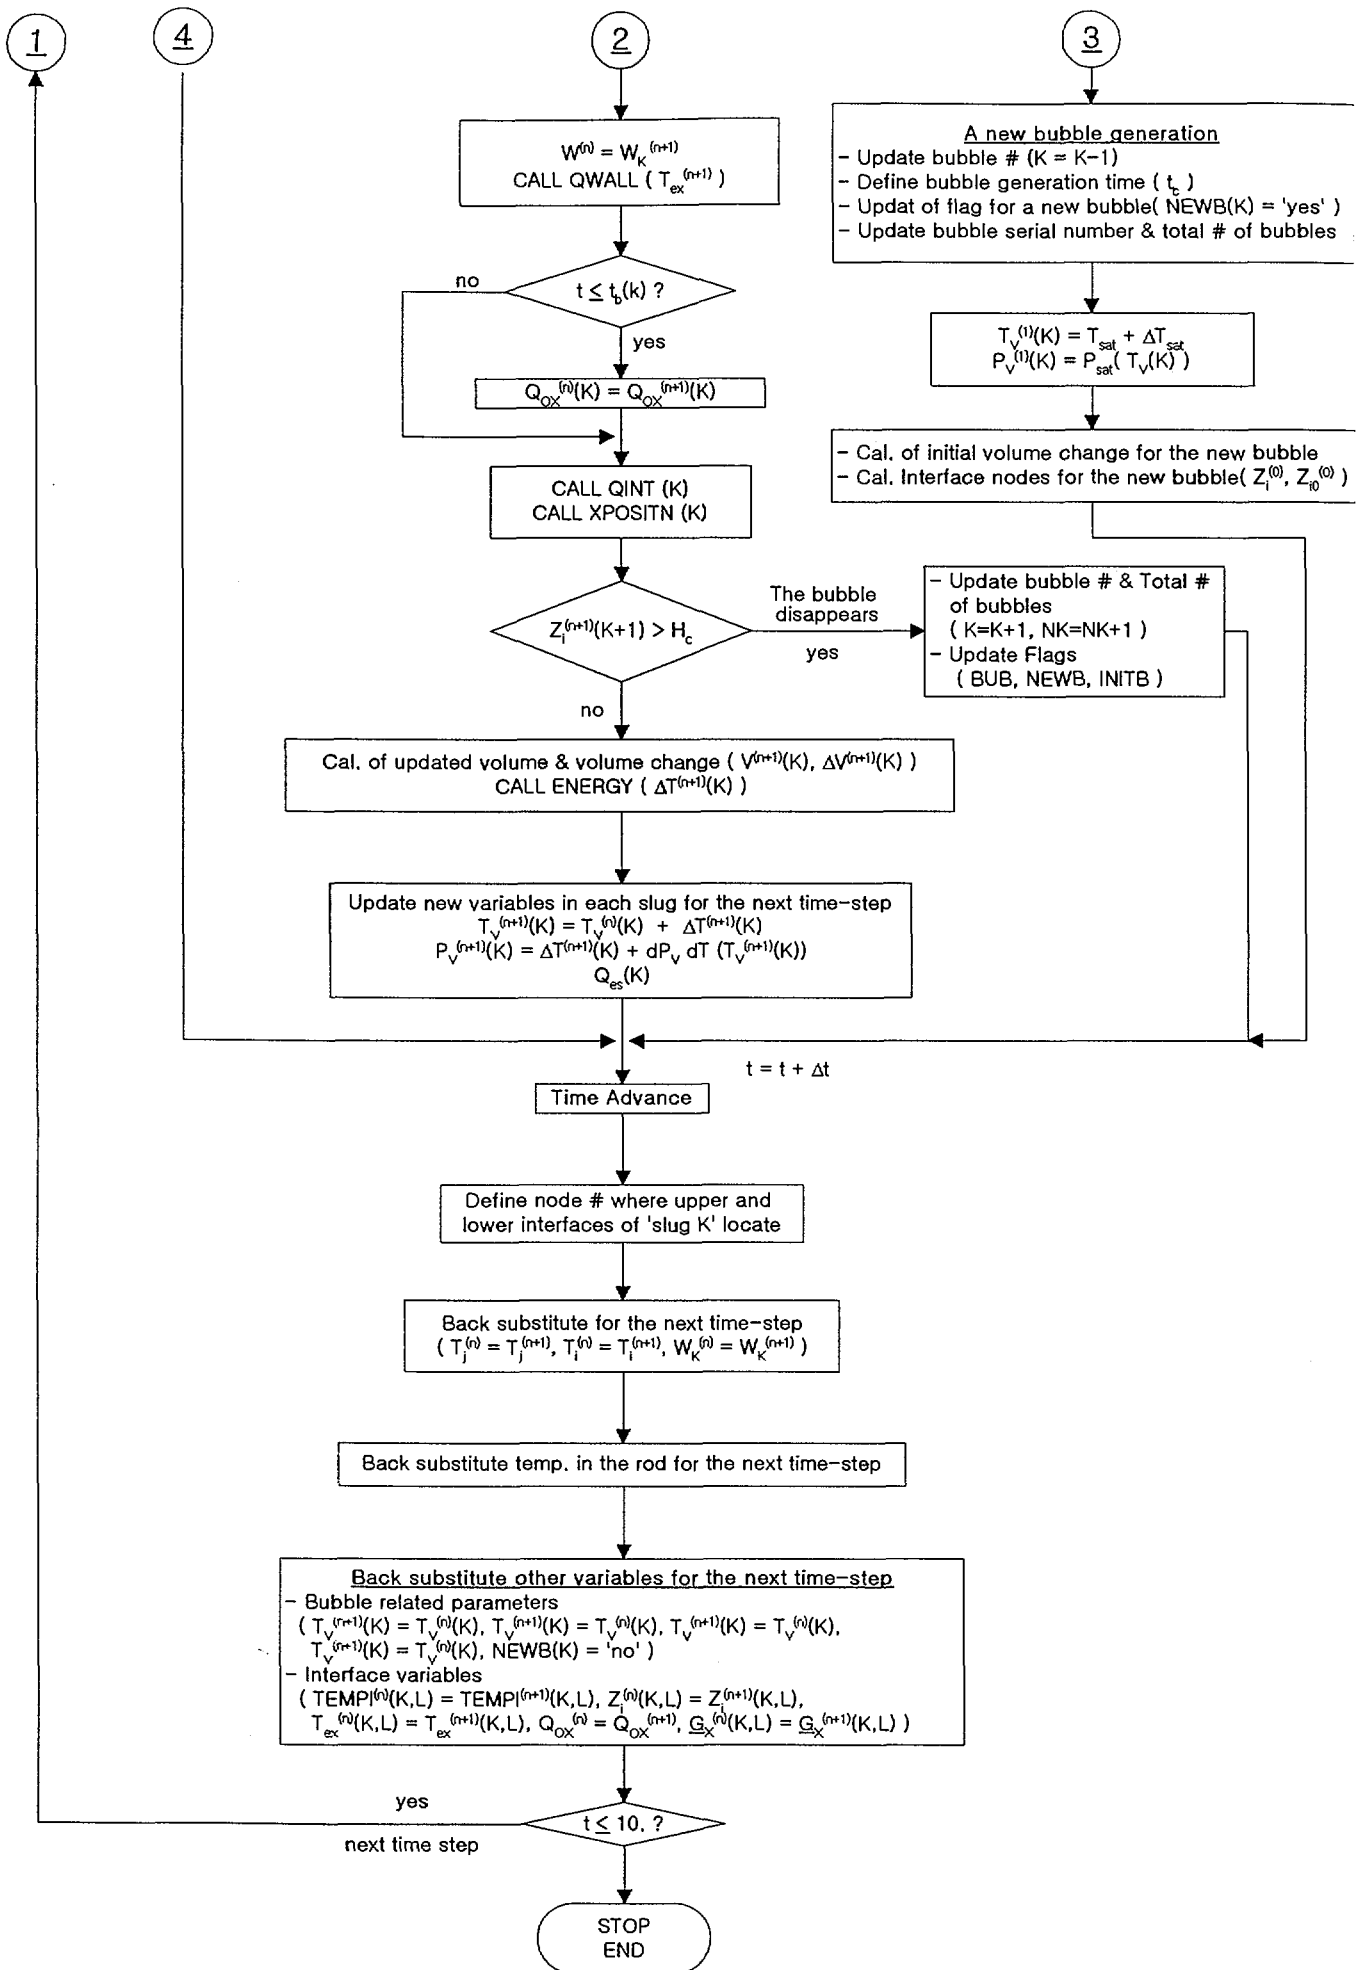 1
4
2
3
W^(n) = W_K^(n+1)
CALL QWALL ( T_ex^(n+1) )
t ≤ t_b(k) ?
no
yes
Q_OX^(n)(K) = Q_OX^(n+1)(K)
CALL QINT (K)
CALL XPOSITN (K)
Z_i^(n+1)(K+1) > H_c
The bubble
disappears
yes
no
A new bubble generation
- Update bubble # (K = K-1)
- Define bubble generation time ( t_c )
- Updat of flag for a new bubble( NEWB(K) = 'yes' )
- Update bubble serial number & total # of bubbles
T_V^(1)(K) = T_sat + ΔT_sat
P_V^(1)(K) = P_sat( T_V(K) )
- Cal. of initial volume change for the new bubble
- Cal. Interface nodes for the new bubble( Z_i^(0), Z_i0^(0) )
- Update bubble # & Total #
of bubbles
( K=K+1, NK=NK+1 )
- Update Flags
( BUB, NEWB, INITB )
Cal. of updated volume & volume change ( V^(n+1)(K), ΔV^(n+1)(K) )
CALL ENERGY ( ΔT^(n+1)(K) )
Update new variables in each slug for the next time-step
T_V^(n+1)(K) = T_V^(n)(K) + ΔT^(n+1)(K)
P_V^(n+1)(K) = ΔT^(n+1)(K) + dP_V dT (T_V^(n+1)(K))
Q_es(K)
t = t + Δt
Time Advance
Define node # where upper and
lower interfaces of 'slug K' locate
Back substitute for the next time-step
( T_j^(n) = T_j^(n+1), T_i^(n) = T_i^(n+1), W_K^(n) = W_K^(n+1) )
Back substitute temp. in the rod for the next time-step
Back substitute other variables for the next time-step
- Bubble related parameters
( T_V^(n+1)(K) = T_V^(n)(K), T_V^(n+1)(K) = T_V^(n)(K), T_V^(n+1)(K) = T_V^(n)(K),
T_V^(n+1)(K) = T_V^(n)(K), NEWB(K) = 'no' )
- Interface variables
( TEMPI^(n)(K,L) = TEMPI^(n+1)(K,L), Z_i^(n)(K,L) = Z_i^(n+1)(K,L),
T_ex^(n)(K,L) = T_ex^(n+1)(K,L), Q_OX^(n) = Q_OX^(n+1), G_X^(n)(K,L) = G_X^(n+1)(K,L) )
yes
next time step
t ≤ 10. ?
STOP
END